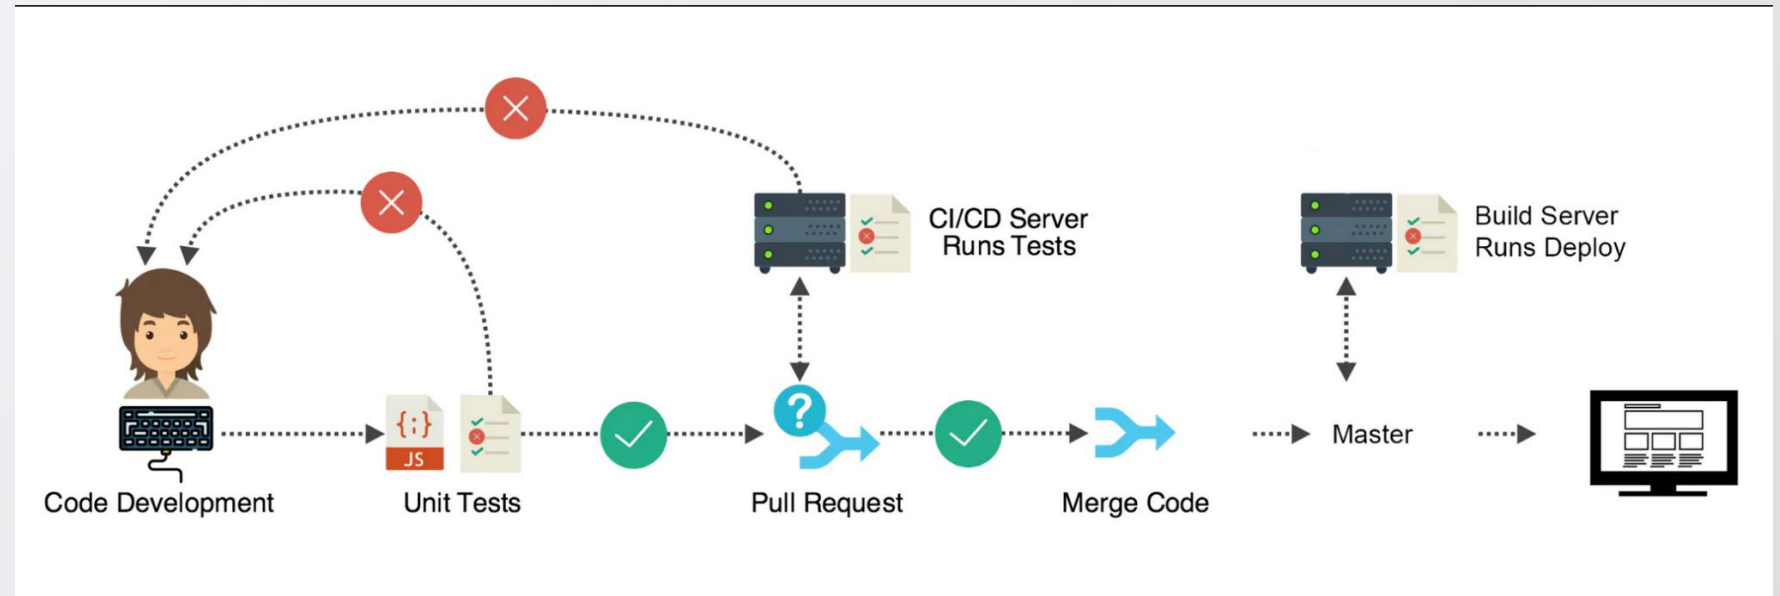 CI/CD Server
Runs Tests
Build Server
Runs Deploy
{;}
JS
?
Master
Code Development
Unit Tests
Pull Request
Merge Code